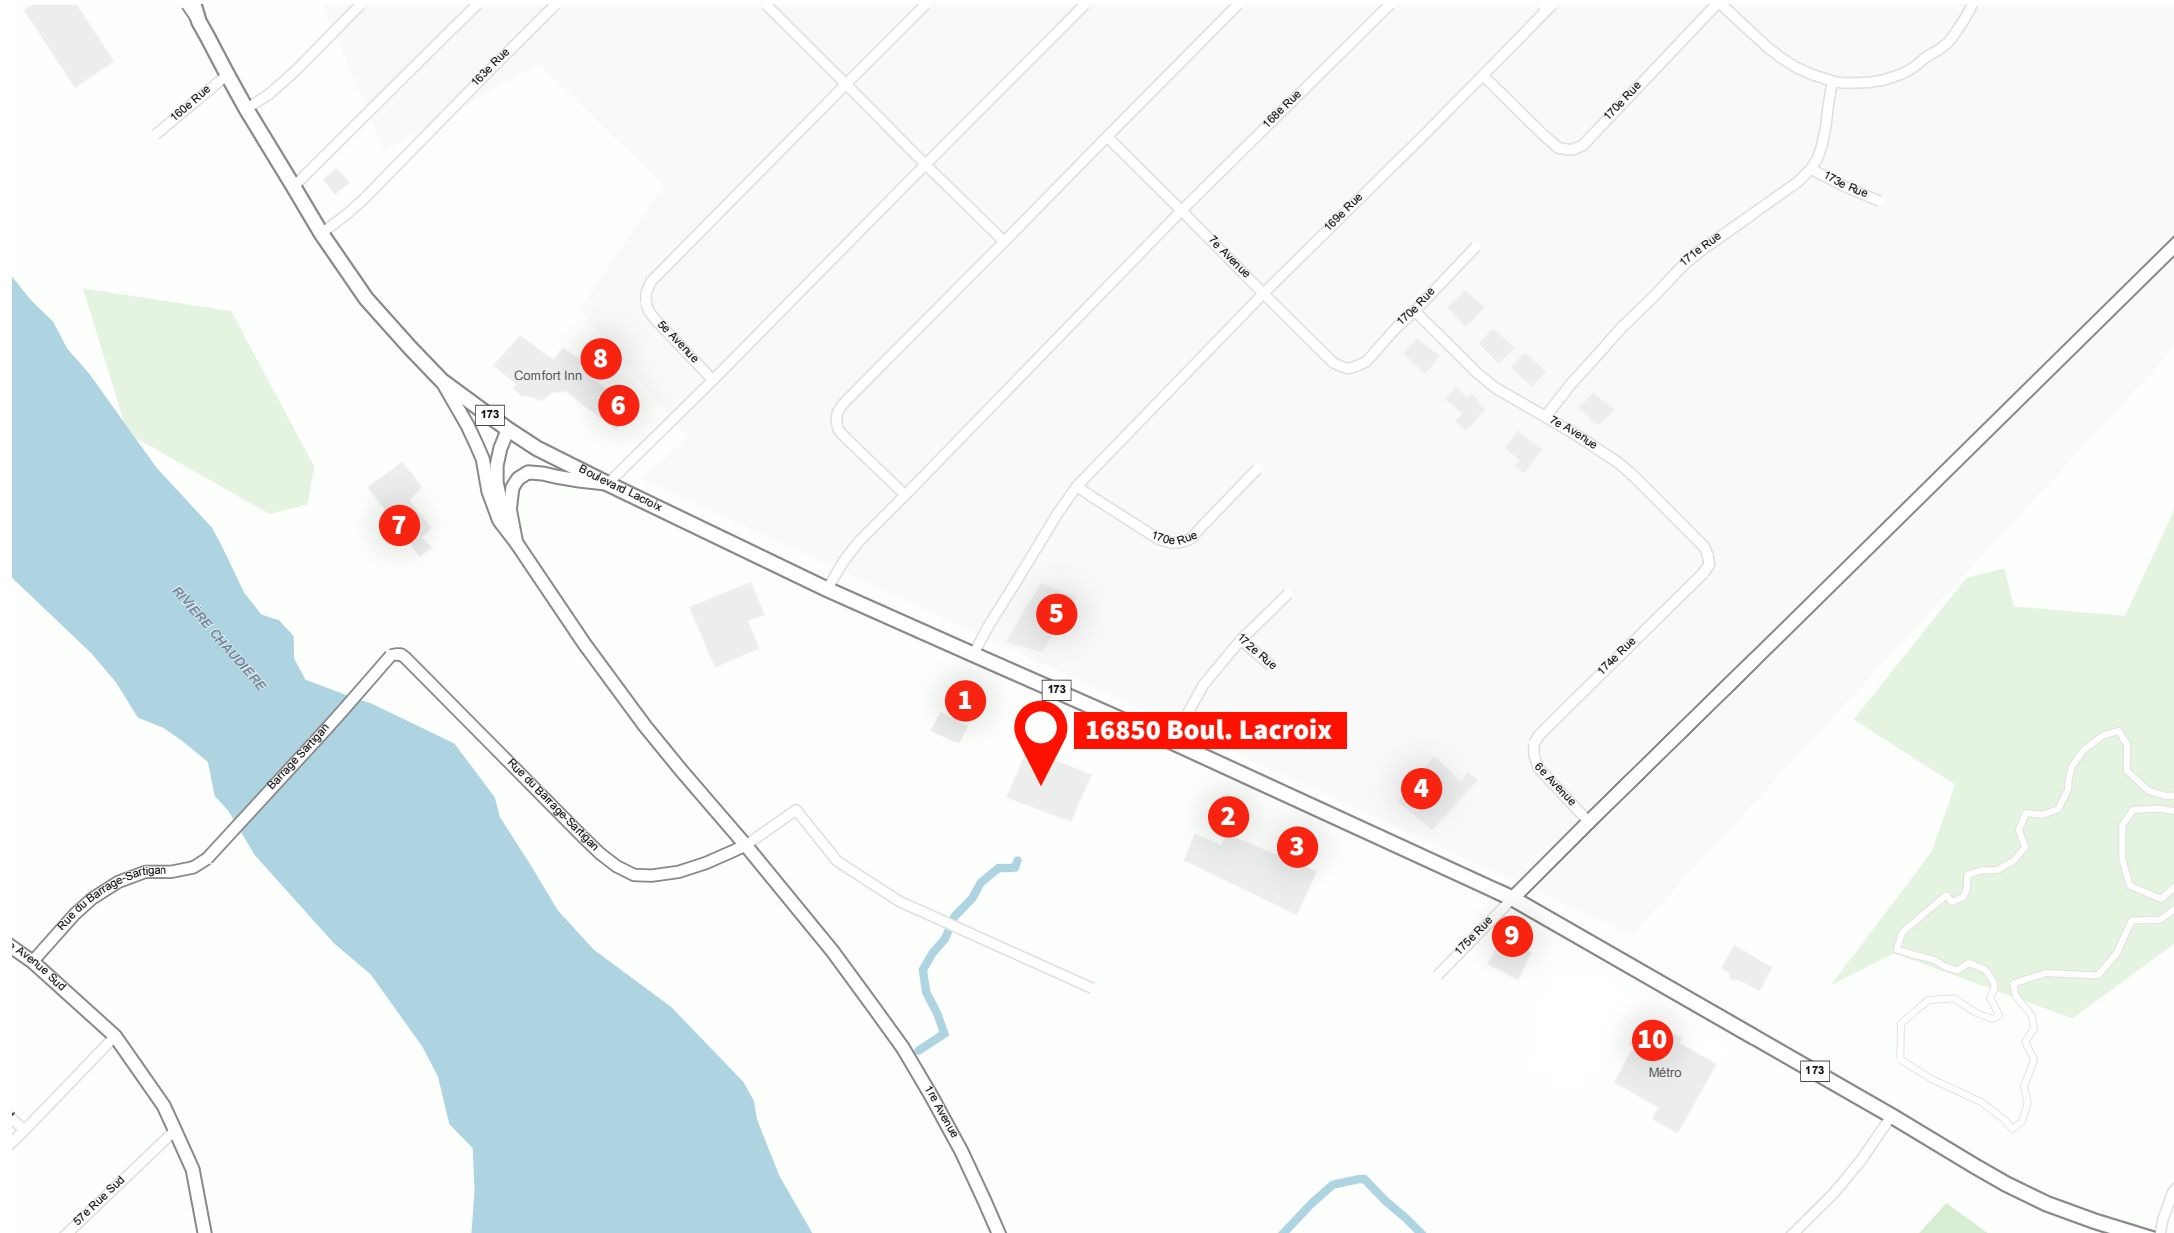 163e Rue
160e Rue
168e Rue
170e Rue
173e Rue
169e Rue
7e Avenue
171e Rue
170e Rue
5e Avenue
8
Comfort Inn
6
173
7e Avenue
Boulevard Lacroix
7
170e Rue
RIVIÈRE CHAUDIÈRE
5
172e Rue
174e Rue
173
1
16850 Boul. Lacroix
Barrage Sartigan
Rue du Barrage-Sartigan
6e Avenue
4
2
3
Rue du Barrage-Sartigan
175e Rue
9
e Avenue Sud
10
Métro
173
1re Avenue
57e Rue Sud